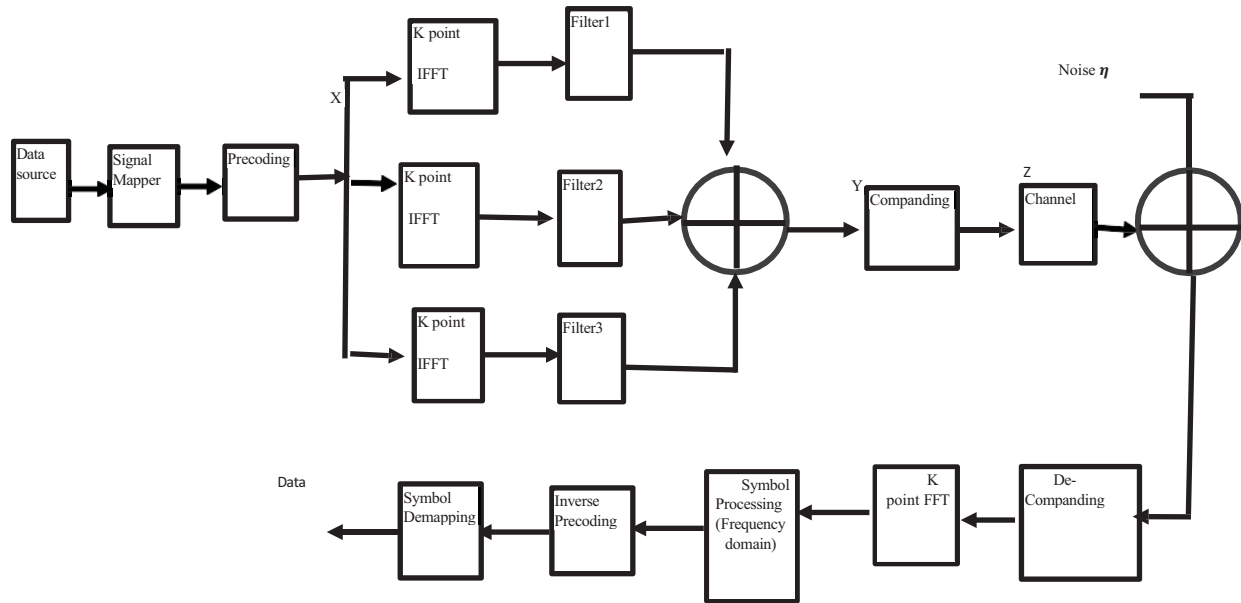 K point
IFFT
Filter1
Noise η
X
Data
source
Signal
Mapper
Precoding
K point
IFFT
Filter2
Y
Companding
Z
Channel
K point
IFFT
Filter3
Data
Symbol
Demapping
Inverse
Precoding
Symbol
Processing
(Frequency
domain)
K
point FFT
De-
Companding